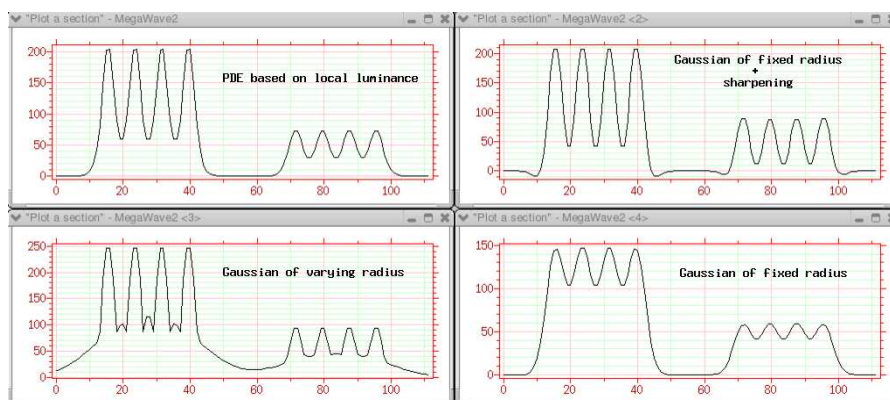 "Plot a section" - MegaWave2
200
150
100
50
0
PDE based on local luminance
0 20 40 60 80 100
"Plot a section" - MegaWave2 <2>
200
150
100
50
0
Gaussian of fixed radius
+
sharpening
0 20 40 60 80 100
"Plot a section" - MegaWave2 <3>
250
200
150
100
50
0
Gaussian of varying radius
0 20 40 60 80 100
"Plot a section" - MegaWave2 <4>
150
100
50
0
Gaussian of fixed radius
0 20 40 60 80 100